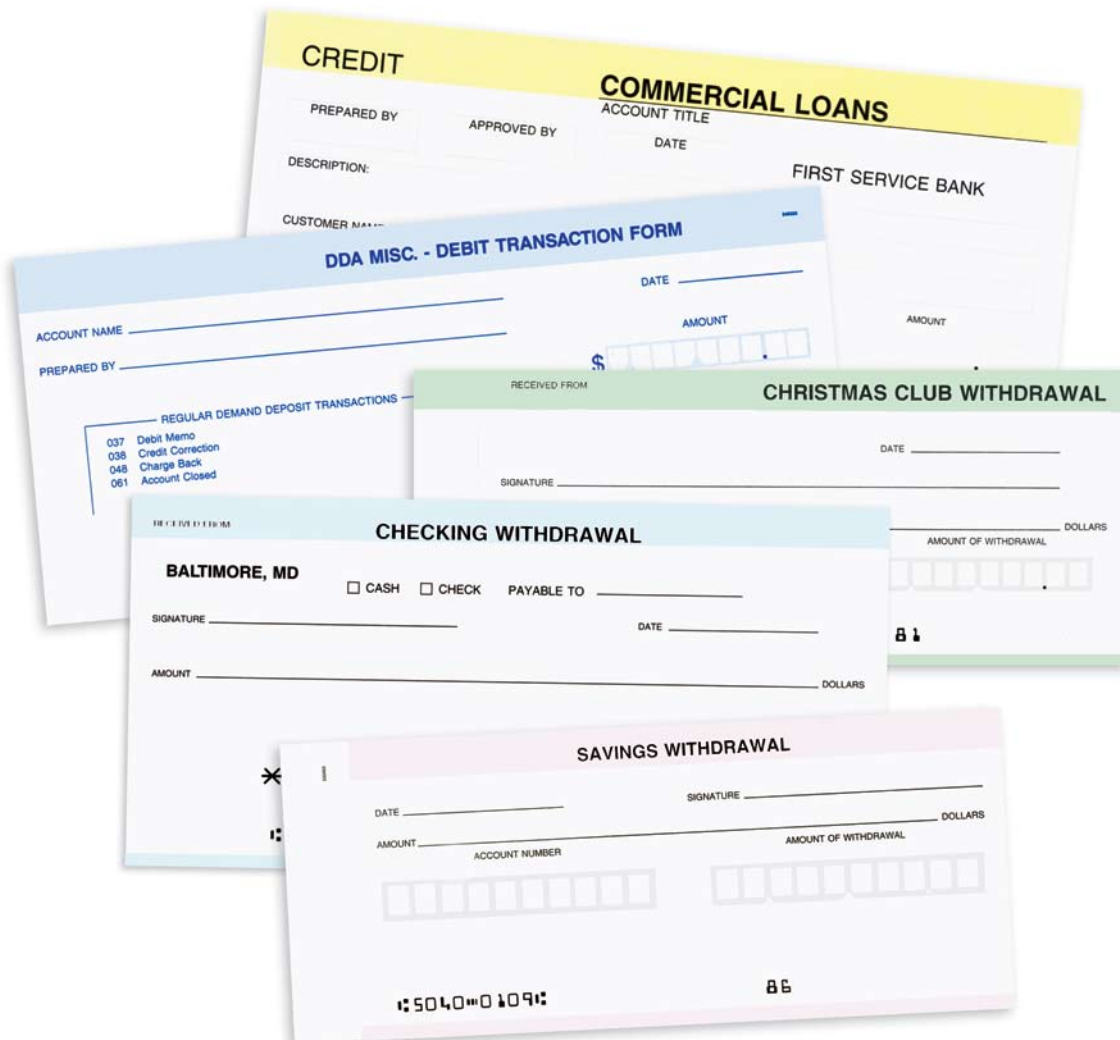 CREDIT
COMMERCIAL LOANS
ACCOUNT TITLE
PREPARED BY
APPROVED BY
DATE
DESCRIPTION:
FIRST SERVICE BANK
CUSTOMER NAME
AMOUNT
DDA MISC. - DEBIT TRANSACTION FORM
DATE
ACCOUNT NAME
AMOUNT
PREPARED BY
$
REGULAR DEMAND DEPOSIT TRANSACTIONS
037 Debit Memo
038 Credit Correction
048 Charge Back
061 Account Closed
RECEIVED FROM
CHRISTMAS CLUB WITHDRAWAL
DATE
SIGNATURE
DOLLARS
AMOUNT OF WITHDRAWAL
81
RECEIVED FROM
CHECKING WITHDRAWAL
BALTIMORE, MD
CASH CHECK PAYABLE TO
SIGNATURE DATE
AMOUNT DOLLARS
SAVINGS WITHDRAWAL
DATE SIGNATURE
AMOUNT DOLLARS
ACCOUNT NUMBER AMOUNT OF WITHDRAWAL
⑆5040⑈0109⑆ 86